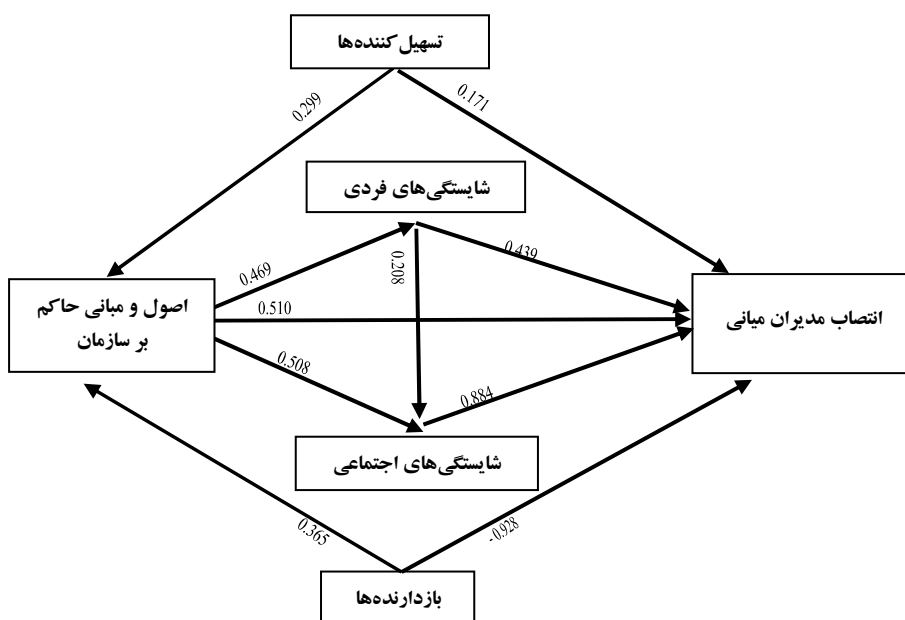 تسهیل‌کننده‌ها
0.299
0.171
شایستگی‌های فردی
0.469
0.208
0.439
اصول و مبانی حاکم
بر سازمان
0.510
انتصاب مدیران میانی
0.508
0.884
شایستگی‌های اجتماعی
0.365
-0.928
بازدارنده‌ها